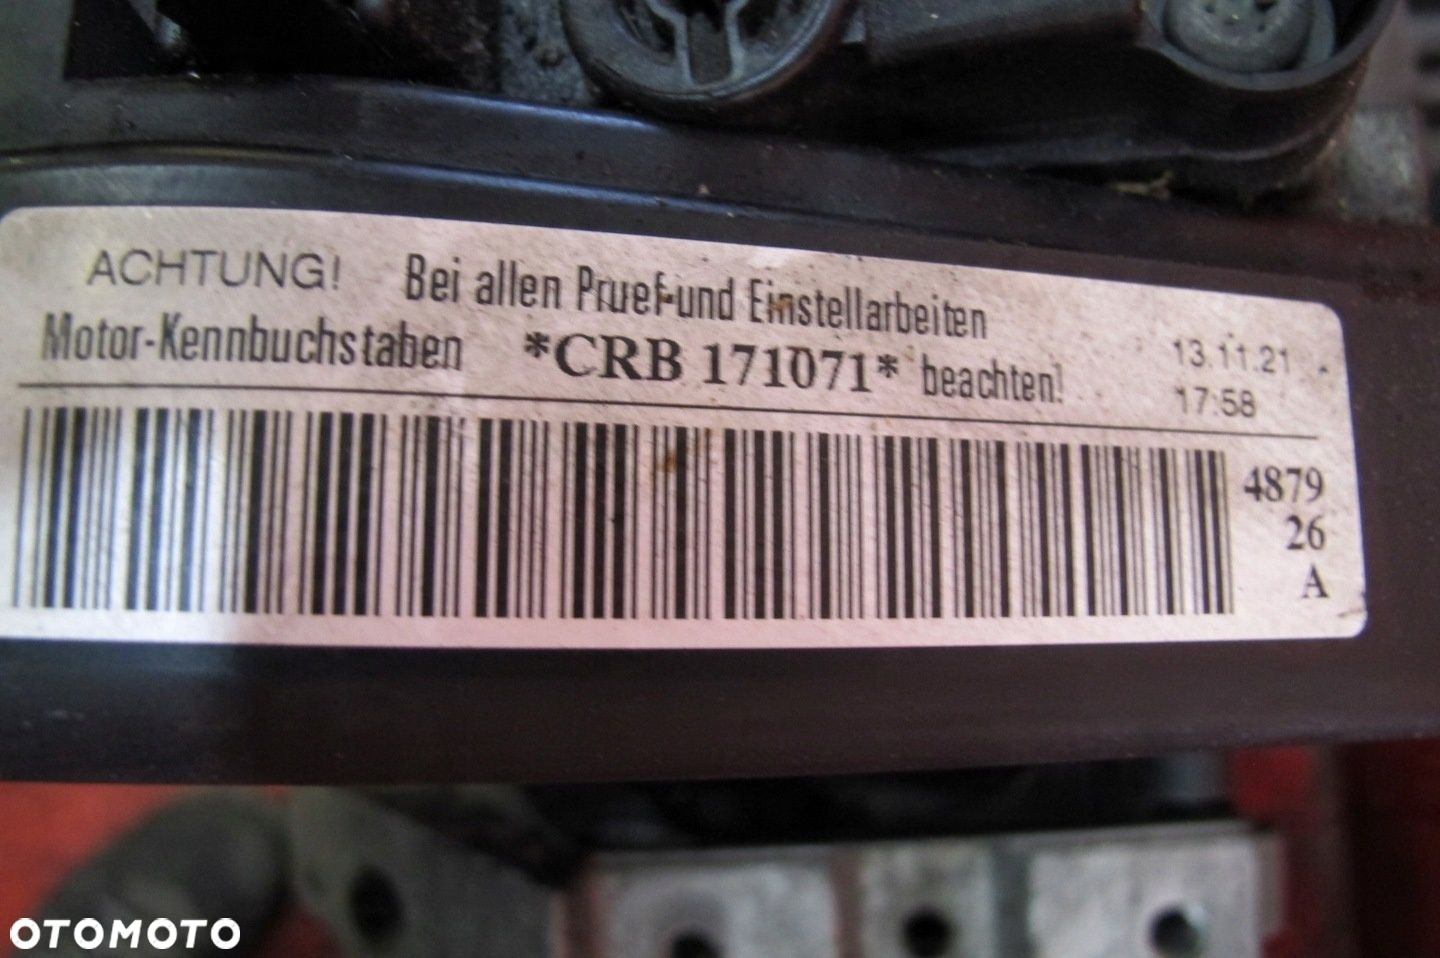 ACHTUNG! Bei allen Pruef-und Einstellarbeiten
Motor-Kennbuchstaben *CRB 171071* beachten!
13.11.21
17:58
4879
26
A
OTOMOTO